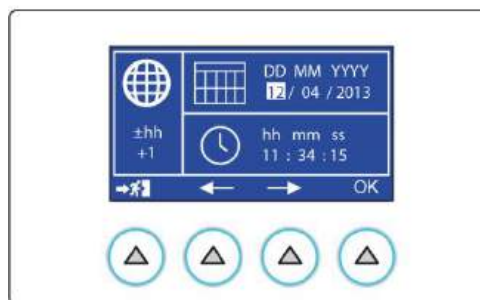 DD MM YYYY
12 / 04 / 2013
±hh
+1
hh mm ss
11 : 34 : 15
OK